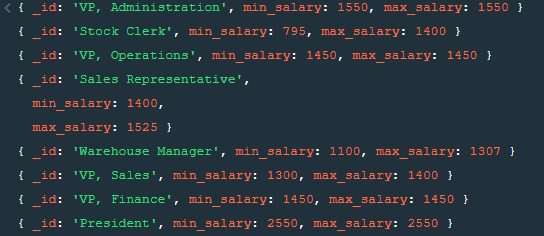 < { _id: 'VP, Administration', min_salary: 1550, max_salary: 1550 }
{ _id: 'Stock Clerk', min_salary: 795, max_salary: 1400 }
{ _id: 'VP, Operations', min_salary: 1450, max_salary: 1450 }
{ _id: 'Sales Representative',
min_salary: 1400,
max_salary: 1525 }
{ _id: 'Warehouse Manager', min_salary: 1100, max_salary: 1307 }
{ _id: 'VP, Sales', min_salary: 1300, max_salary: 1400 }
{ _id: 'VP, Finance', min_salary: 1450, max_salary: 1450 }
{ _id: 'President', min_salary: 2550, max_salary: 2550 }